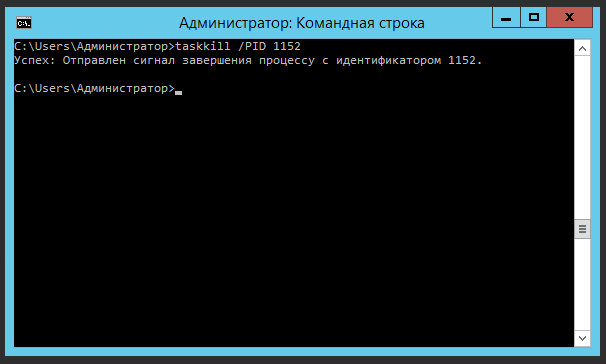 Администратор: Командная строка
C:\Users\Администратор>taskkill /PID 1152
Успех: Отправлен сигнал завершения процессу с идентификатором 1152.
C:\Users\Администратор>